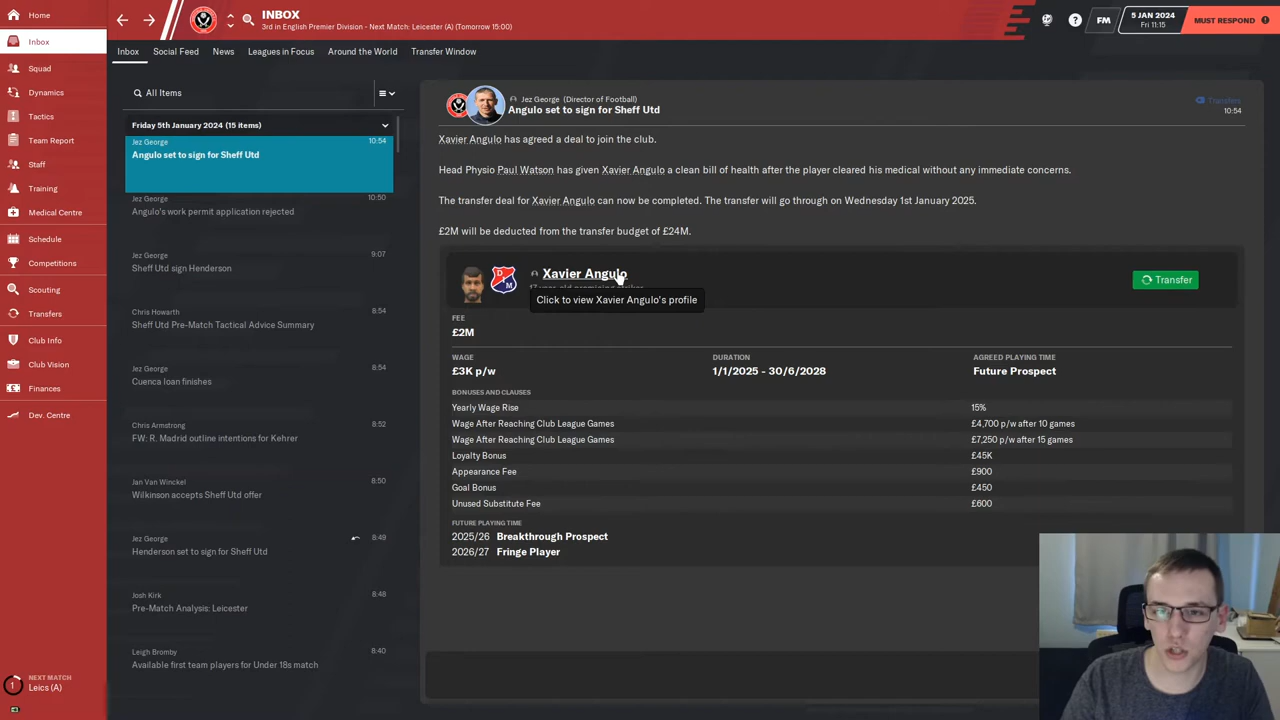 Home
INBOX
3rd in English Premier Division - Next Match: Leicester (A) (Tomorrow 15:00)
FM
5 JAN 2024
Fri 11:15
MUST RESPOND
Inbox
Squad
Dynamics
Tactics
Team Report
Staff
Training
Medical Centre
Schedule
Competitions
Scouting
Transfers
Club Info
Club Vision
Finances
Dev. Centre
NEXT MATCH
1
Leics (A)
Inbox
Social Feed
News
Leagues in Focus
Around the World
Transfer Window
All Items
Friday 5th January 2024 (15 items)
Jez George
10:54
Angulo set to sign for Sheff Utd
Jez George
10:50
Angulo's work permit application rejected
Jez George
9:07
Sheff Utd sign Henderson
Chris Howarth
8:54
Sheff Utd Pre-Match Tactical Advice Summary
Jez George
8:54
Cuenca loan finishes
Chris Armstrong
8:52
FW: R. Madrid outline intentions for Kehrer
Jan Van Winckel
8:50
Wilkinson accepts Sheff Utd offer
Jez George
8:49
Henderson set to sign for Sheff Utd
Josh Kirk
8:48
Pre-Match Analysis: Leicester
Leigh Bromby
8:40
Available first team players for Under 18s match
Jez George (Director of Football)
Angulo set to sign for Sheff Utd
Transfers
10:54
Xavier Angulo has agreed a deal to join the club.
Head Physio Paul Watson has given Xavier Angulo a clean bill of health after the player cleared his medical without any immediate concerns.
The transfer deal for Xavier Angulo can now be completed. The transfer will go through on Wednesday 1st January 2025.
£2M will be deducted from the transfer budget of £24M.
Xavier Angulo
Click to view Xavier Angulo's profile
Transfer
FEE
£2M
WAGE
£3K p/w
DURATION
1/1/2025 - 30/6/2028
AGREED PLAYING TIME
Future Prospect
BONUSES AND CLAUSES
Yearly Wage Rise
15%
Wage After Reaching Club League Games
£4,700 p/w after 10 games
Wage After Reaching Club League Games
£7,250 p/w after 15 games
Loyalty Bonus
£45K
Appearance Fee
£900
Goal Bonus
£450
Unused Substitute Fee
£600
FUTURE PLAYING TIME
2025/26 Breakthrough Prospect
2026/27 Fringe Player